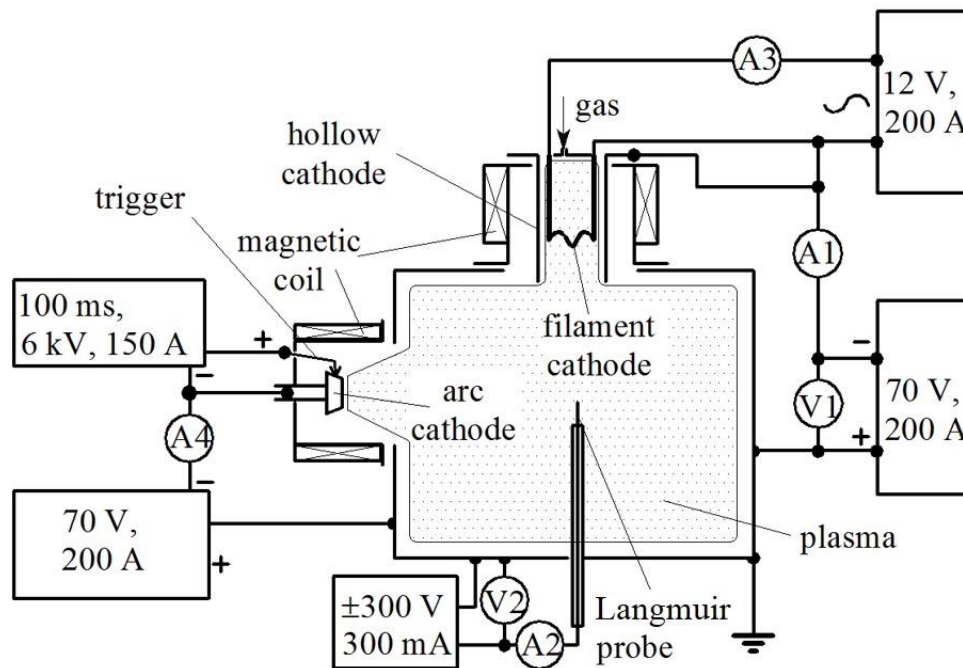 A3
12 V,
200 A
gas
hollow
cathode
trigger
magnetic
coil
A1
100 ms,
6 kV, 150 A
+
-
filament
cathode
-
V1
70 V,
200 A
+
arc
cathode
A4
-
70 V,
200 A
+
plasma
±300 V
300 mA
V2
A2
Langmuir
probe